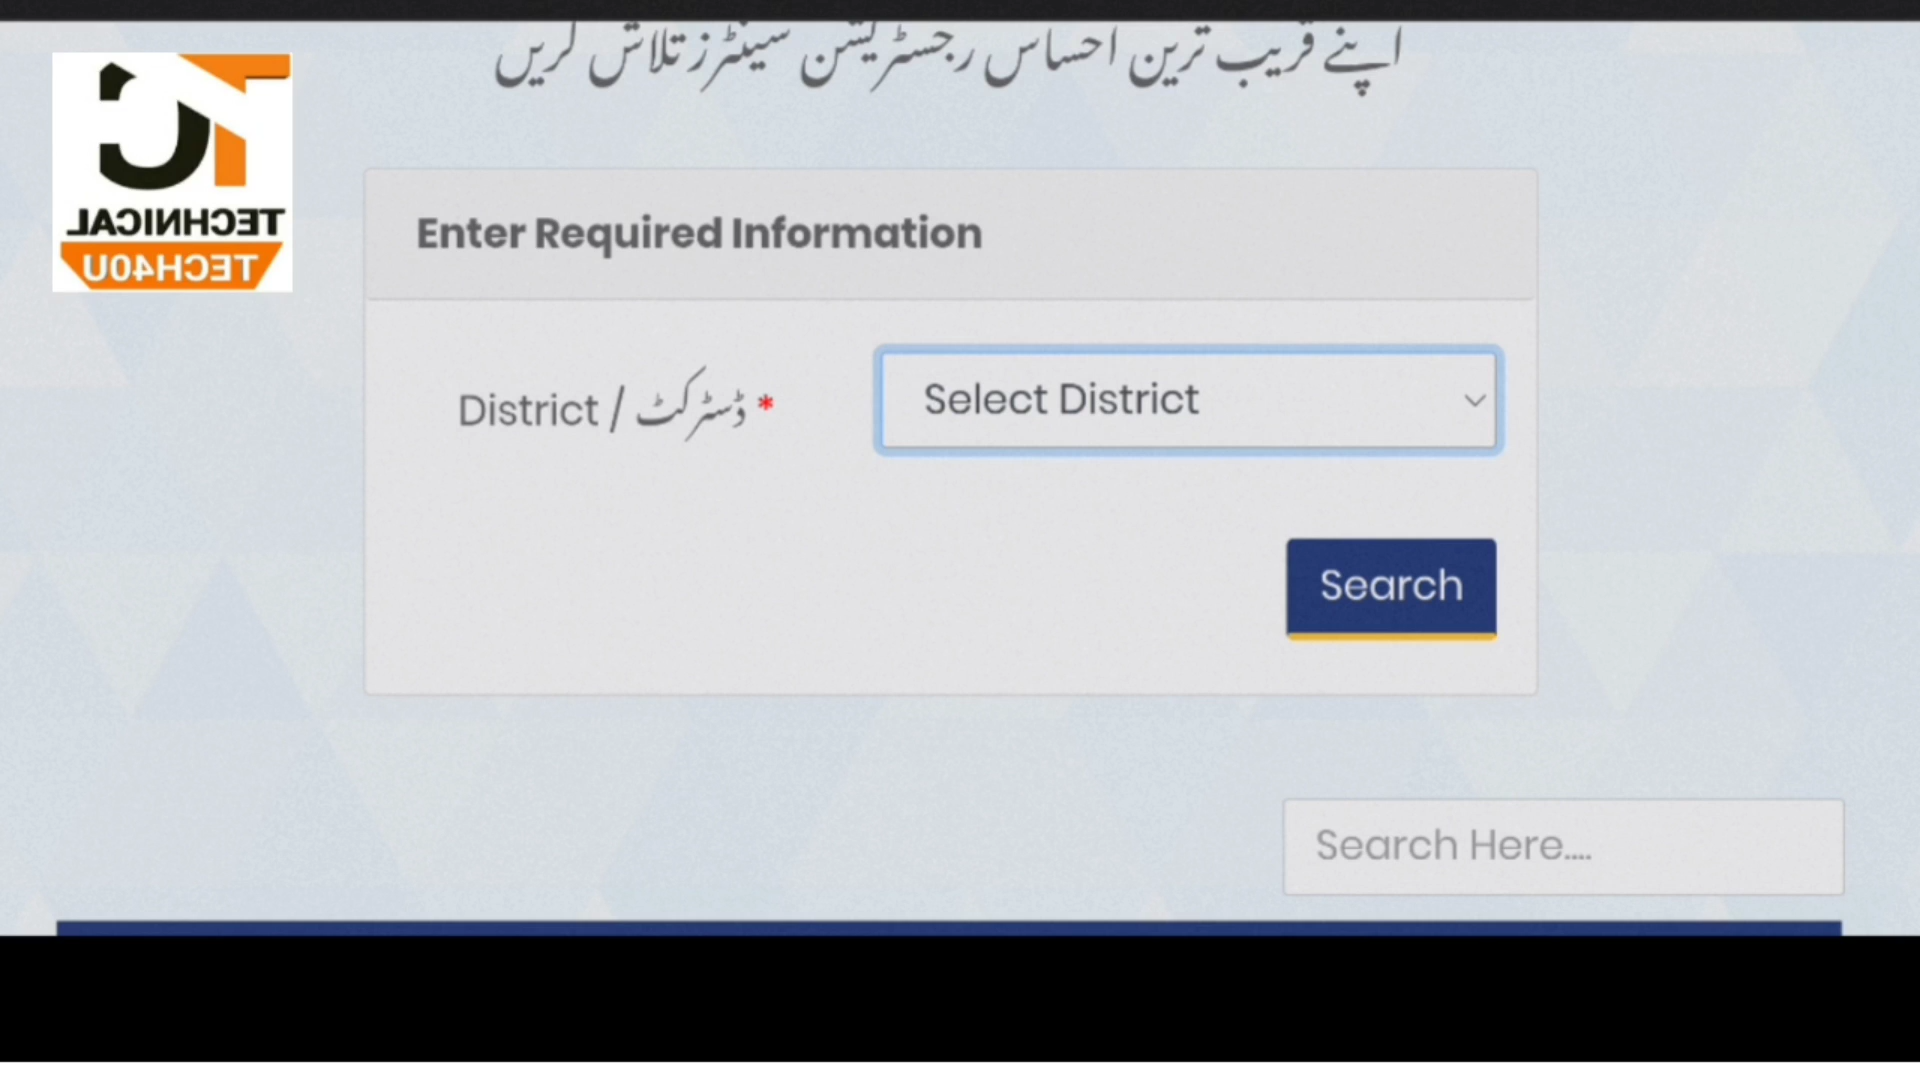 اپنے قریب ترین احساس رجسٹریشن سینٹرز تلاش کریں
TECHNICAL
TECH40U
Enter Required Information
District / ڈسٹرکٹ *
Select District
Search
Search Here....